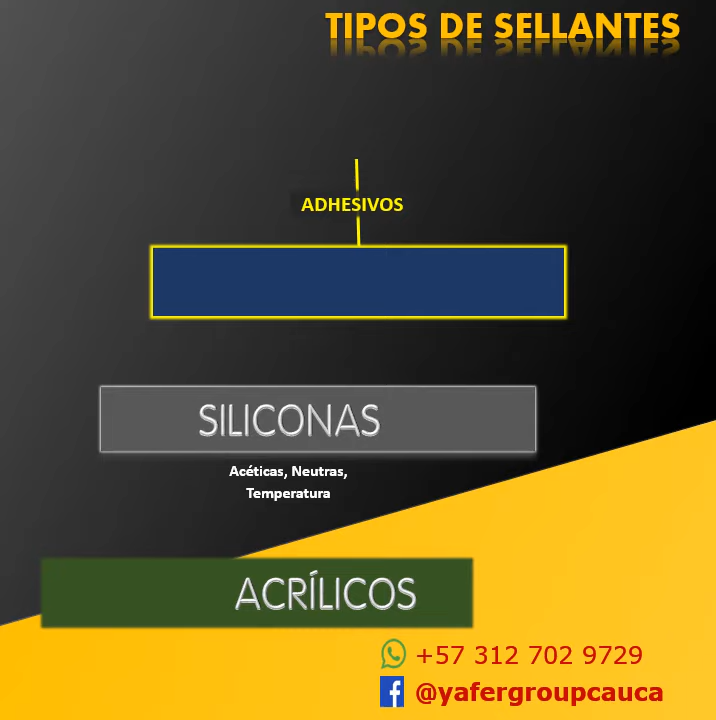 TIPOS DE SELLANTES
ADHESIVOS
SILICONAS
Acéticas, Neutras,
Temperatura
ACRÍLICOS
+57 312 702 9729
@yafergroupcauca